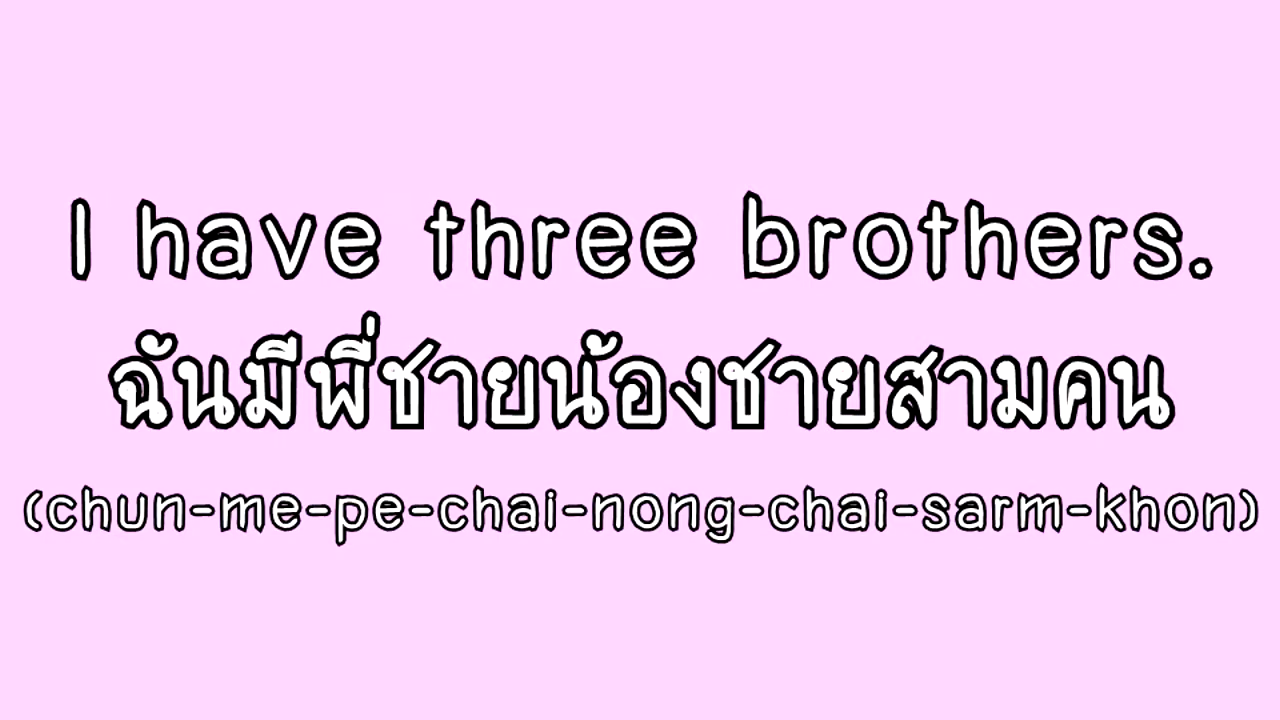 I have three brothers.
ฉันมีพี่ชายน้องชายสามคน
(chun-me-pe-chai-nong-chai-sarm-khon)